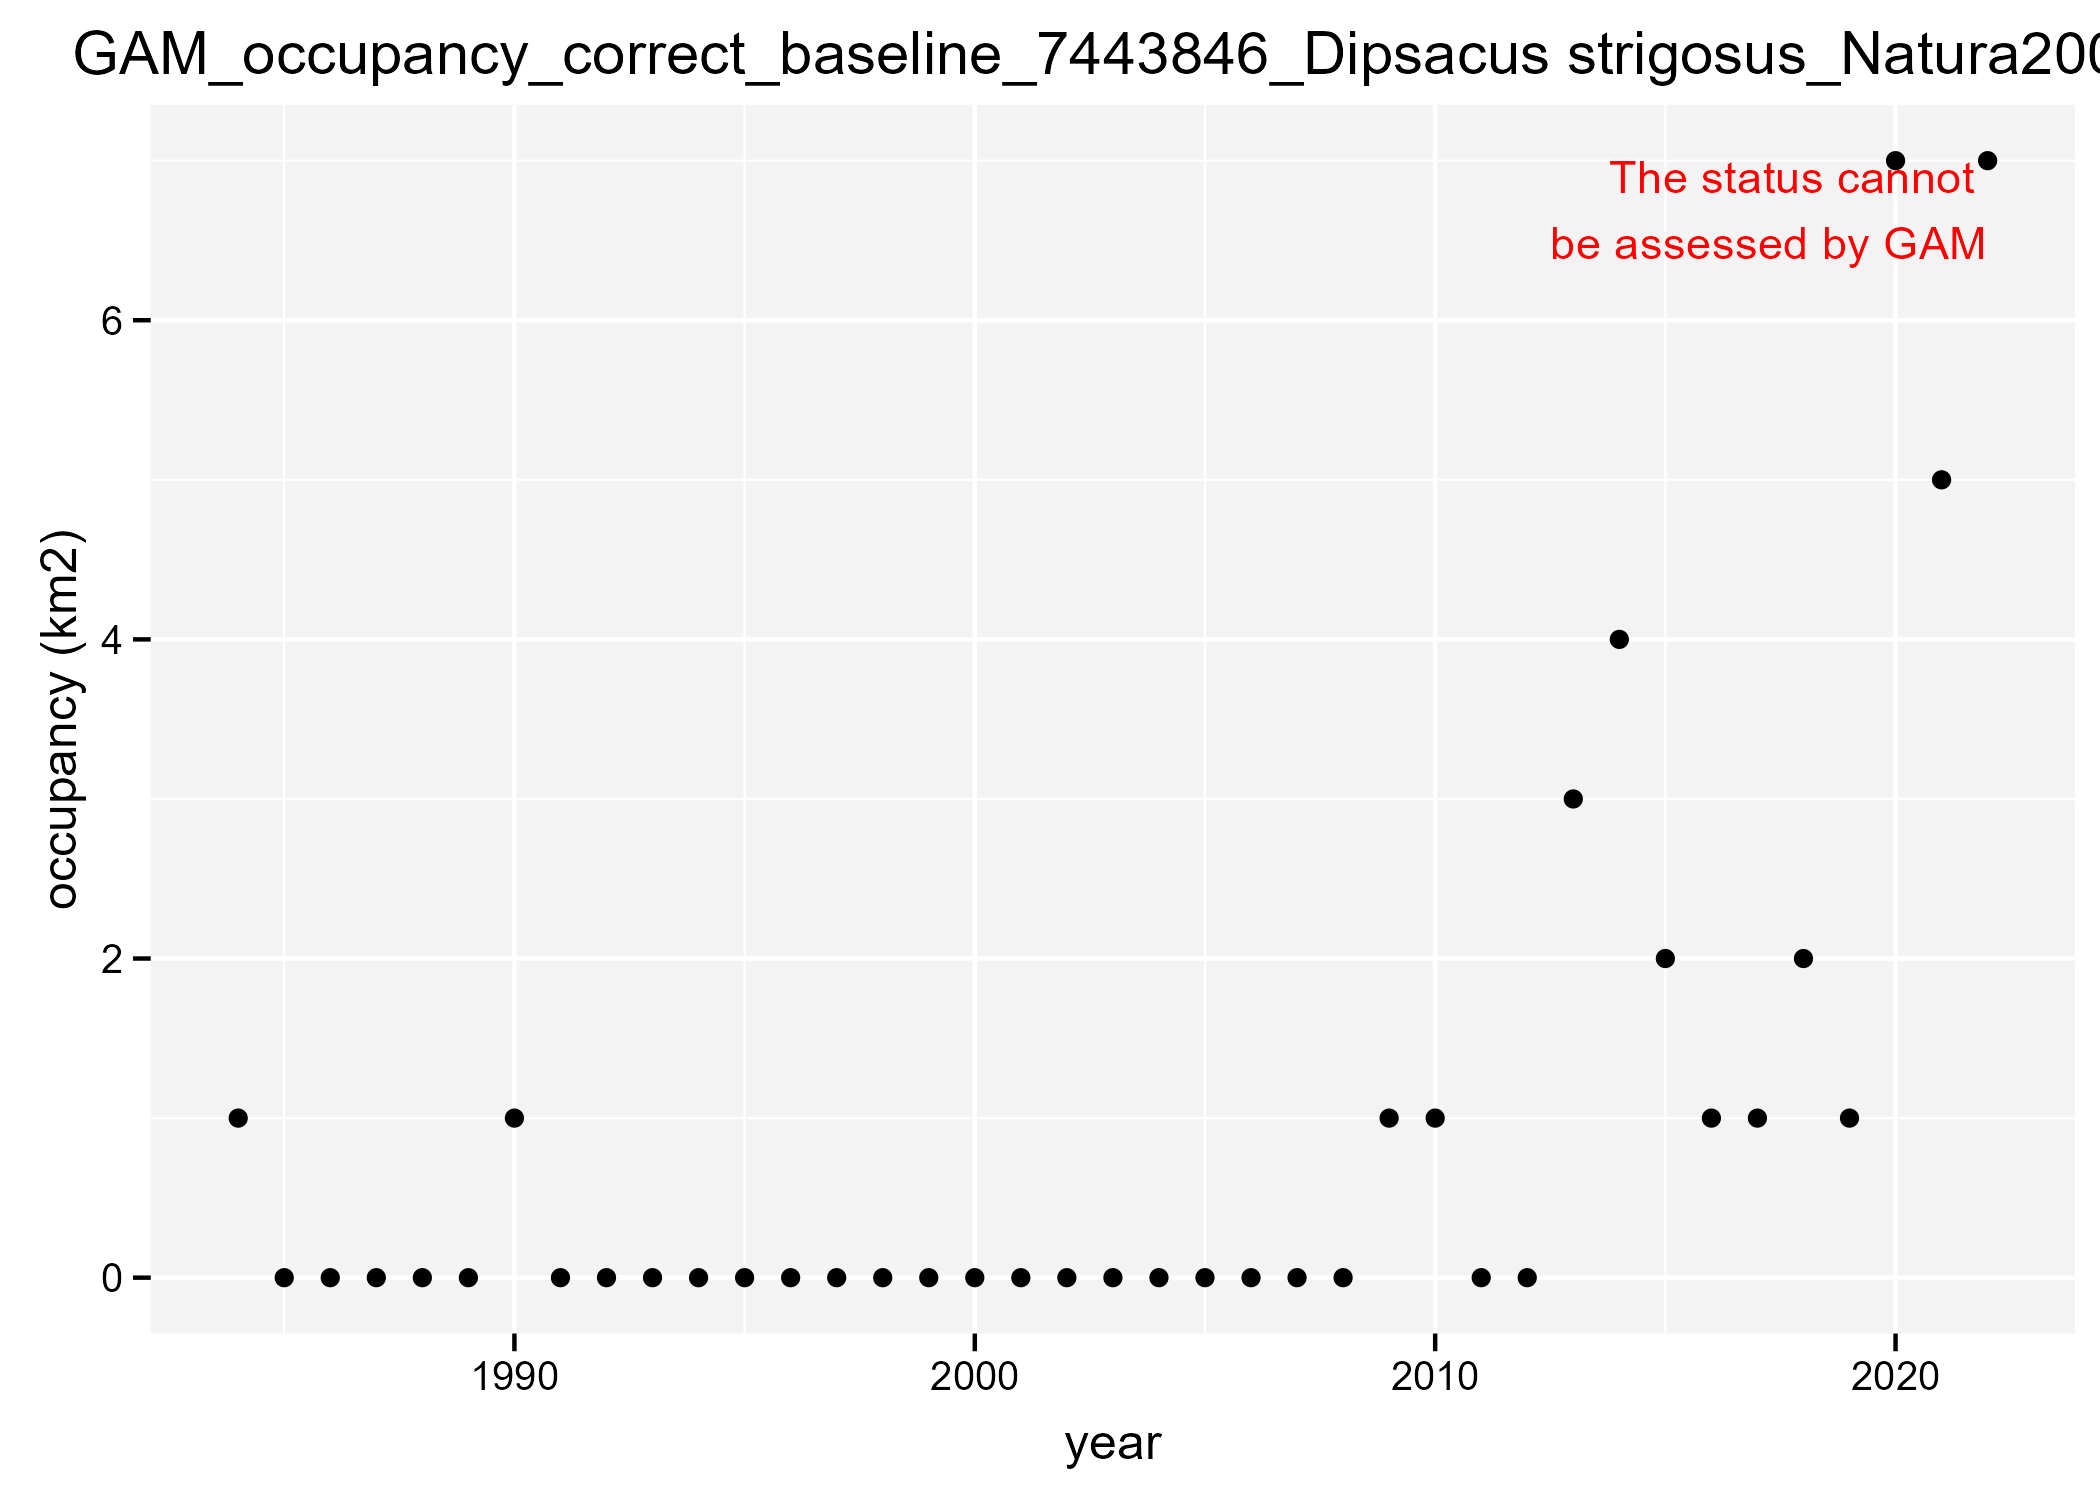 GAM_occupancy_correct_baseline_7443846_Dipsacus strigosus_Natura200
The status cannot
be assessed by GAM
6
4
2
0
occupancy (km2)
1990 2000 2010 2020
year